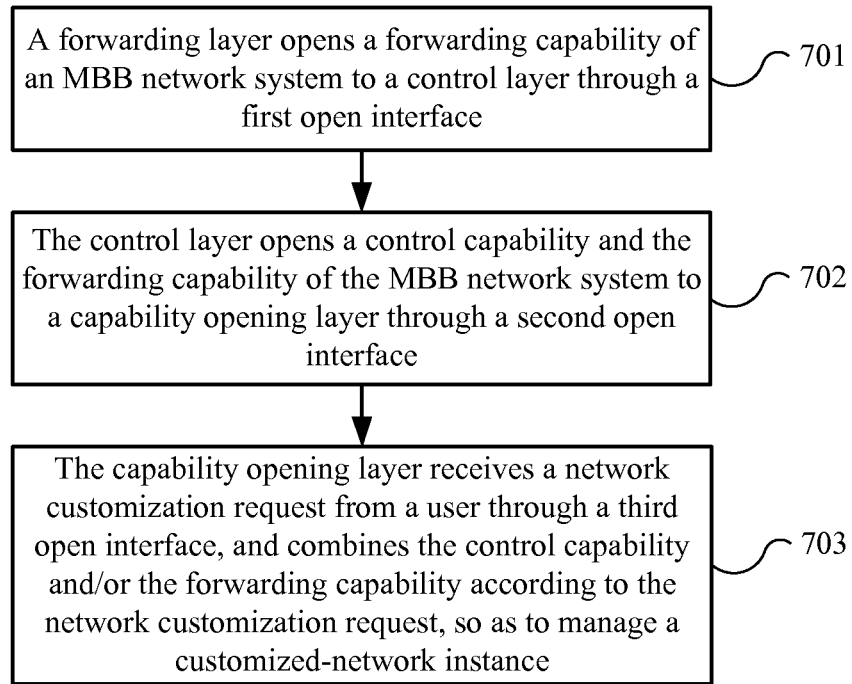 A forwarding layer opens a forwarding capability of
an MBB network system to a control layer through a
first open interface
701
The control layer opens a control capability and the
forwarding capability of the MBB network system to
a capability opening layer through a second open
interface
702
The capability opening layer receives a network
customization request from a user through a third
open interface, and combines the control capability
and/or the forwarding capability according to the
network customization request, so as to manage a
customized-network instance
703